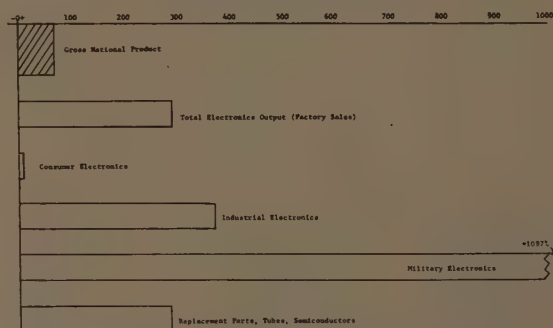 -0+ 100 200 300 400 500 600 700 800 900 1000
Gross National Product
Total Electronics Output (Factory Sales)
Consumer Electronics
Industrial Electronics
+1057%
Military Electronics
Replacement Parts, Tubes, Semiconductors